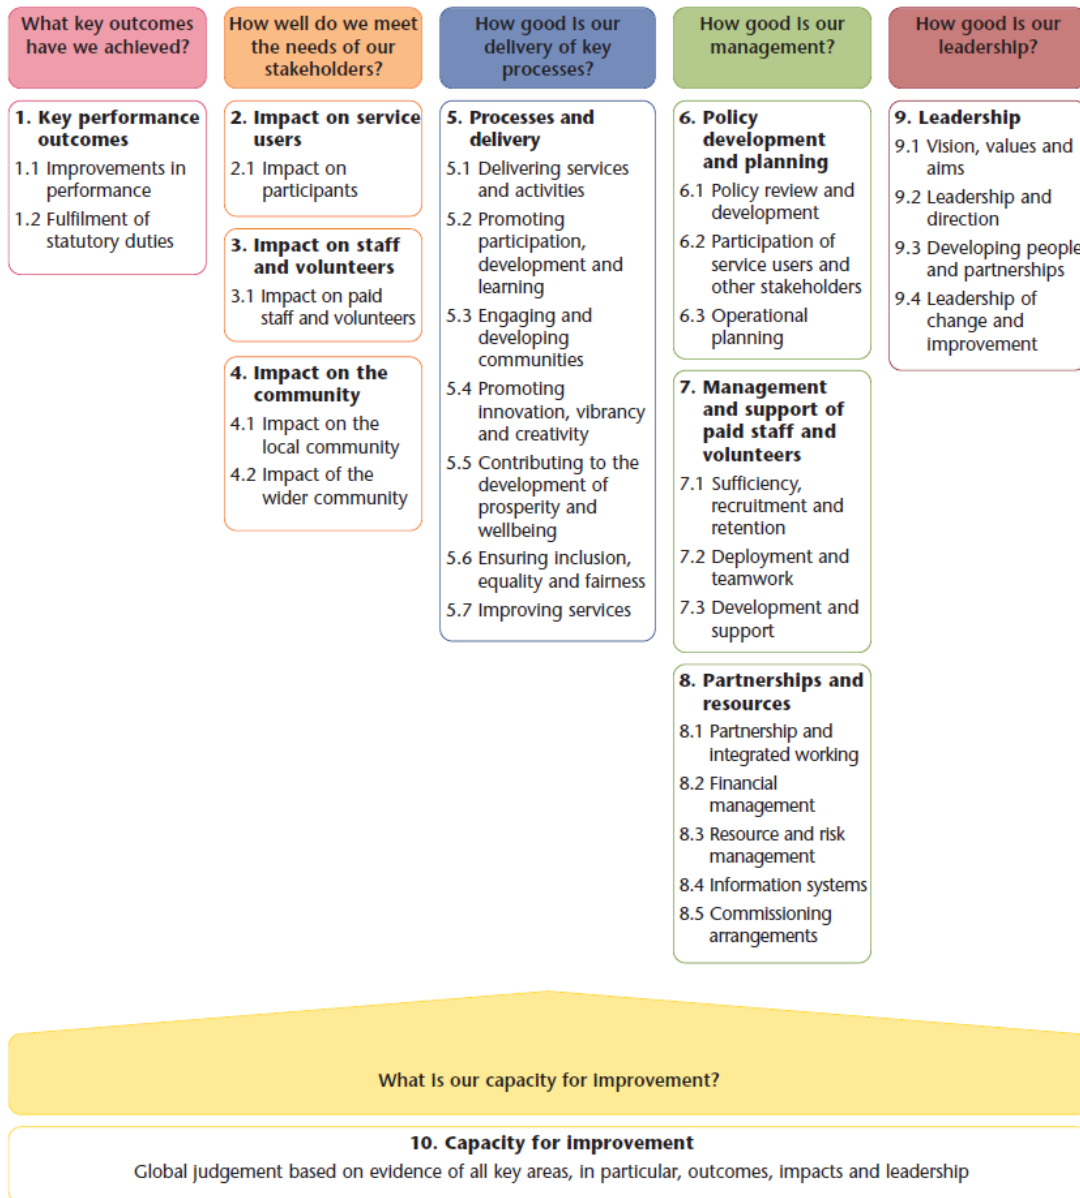 What key outcomes
have we achieved?
How well do we meet
the needs of our
stakeholders?
How good is our
delivery of key
processes?
How good is our
management?
How good is our
leadership?
1. Key performance
outcomes
1.1 Improvements in
performance
1.2 Fulfilment of
statutory duties
2. Impact on service
users
2.1 Impact on
participants
3. Impact on staff
and volunteers
3.1 Impact on paid
staff and volunteers
4. Impact on the
community
4.1 Impact on the
local community
4.2 Impact of the
wider community
5. Processes and
delivery
5.1 Delivering services
and activities
5.2 Promoting
participation,
development and
learning
5.3 Engaging and
developing
communities
5.4 Promoting
innovation, vibrancy
and creativity
5.5 Contributing to the
development of
prosperity and
wellbeing
5.6 Ensuring inclusion,
equality and fairness
5.7 Improving services
6. Policy
development
and planning
6.1 Policy review and
development
6.2 Participation of
service users and
other stakeholders
6.3 Operational
planning
7. Management
and support of
paid staff and
volunteers
7.1 Sufficiency,
recruitment and
retention
7.2 Deployment and
teamwork
7.3 Development and
support
8. Partnerships and
resources
8.1 Partnership and
integrated working
8.2 Financial
management
8.3 Resource and risk
management
8.4 Information systems
8.5 Commissioning
arrangements
9. Leadership
9.1 Vision, values and
aims
9.2 Leadership and
direction
9.3 Developing people
and partnerships
9.4 Leadership of
change and
improvement
What is our capacity for improvement?
10. Capacity for improvement
Global judgement based on evidence of all key areas, in particular, outcomes, impacts and leadership